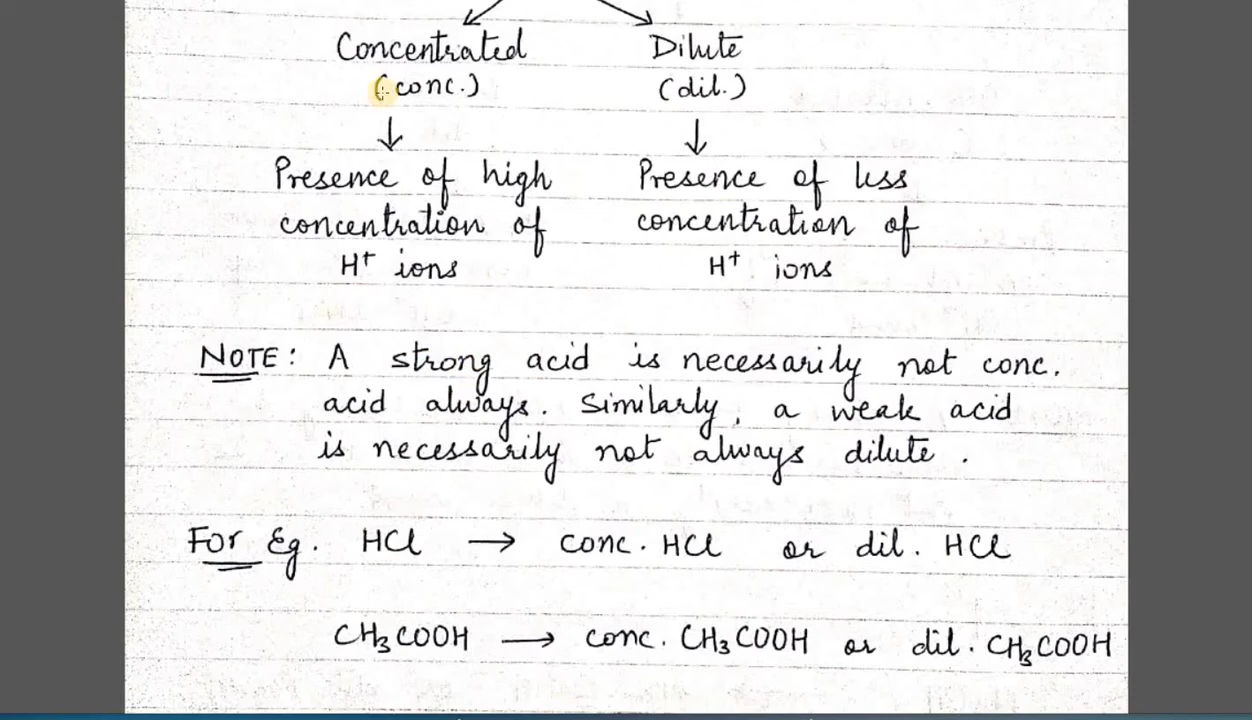 Concentrated Dilute
(conc.) (dil.)
↓ ↓
Presence of high Presence of less
concentration of concentration of
H⁺ ions H⁺ ions
NOTE: A strong acid is necessarily not conc.
acid always. Similarly, a weak acid
is necessarily not always dilute.
For Eg. HCl → conc. HCl or dil. HCl
CH₃COOH → conc. CH₃COOH or dil. CH₃COOH